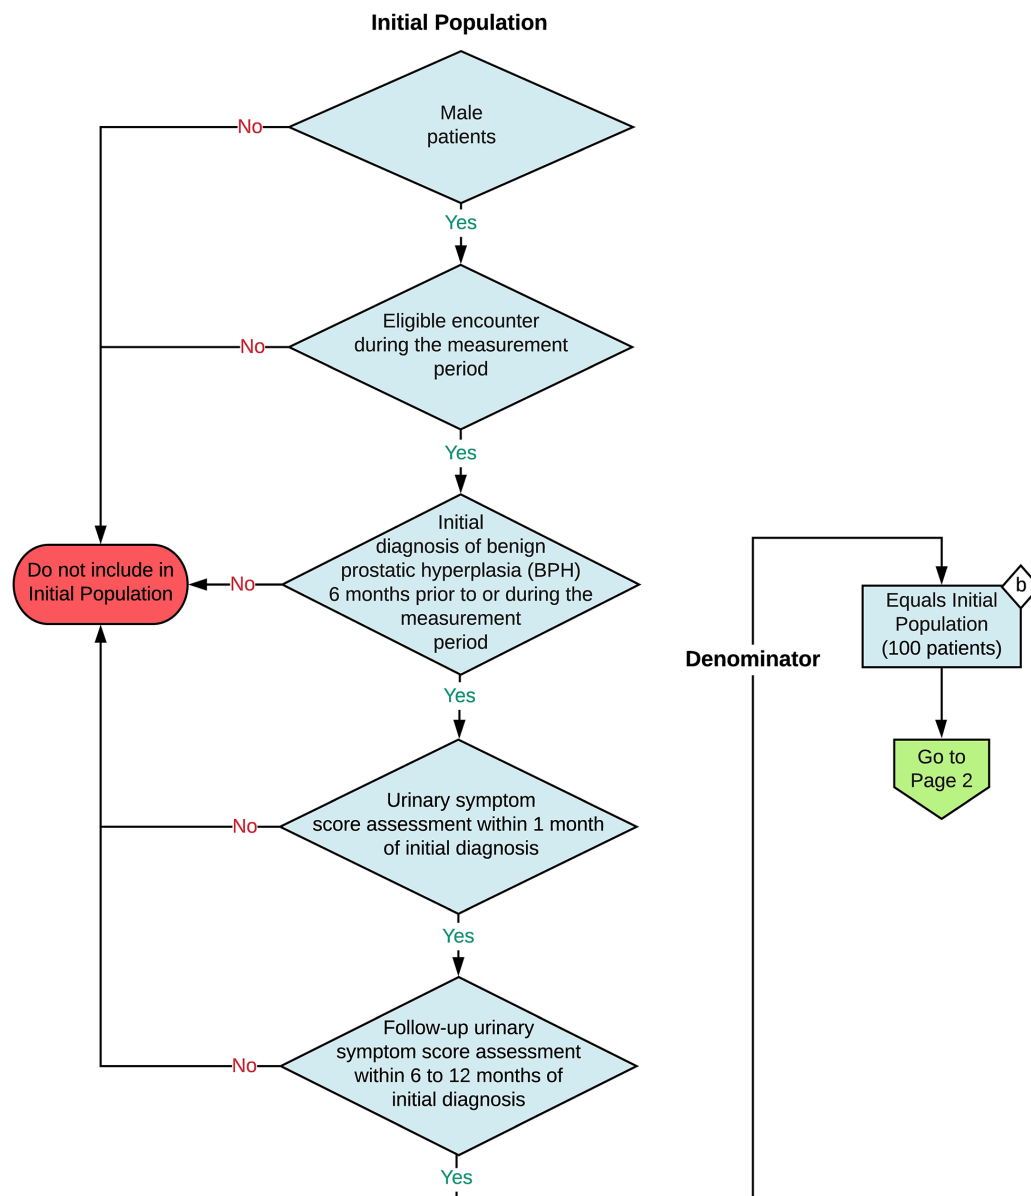 Initial Population
Male
patients
No
Yes
Eligible encounter
during the measurement
period
No
Yes
Initial
diagnosis of benign
prostatic hyperplasia (BPH)
6 months prior to or during the
measurement
period
No
Do not include in
Initial Population
Yes
Urinary symptom
score assessment within 1 month
of initial diagnosis
No
Yes
Follow-up urinary
symptom score assessment
within 6 to 12 months of
initial diagnosis
No
Yes
Denominator
b
Equals Initial
Population
(100 patients)
Go to
Page 2